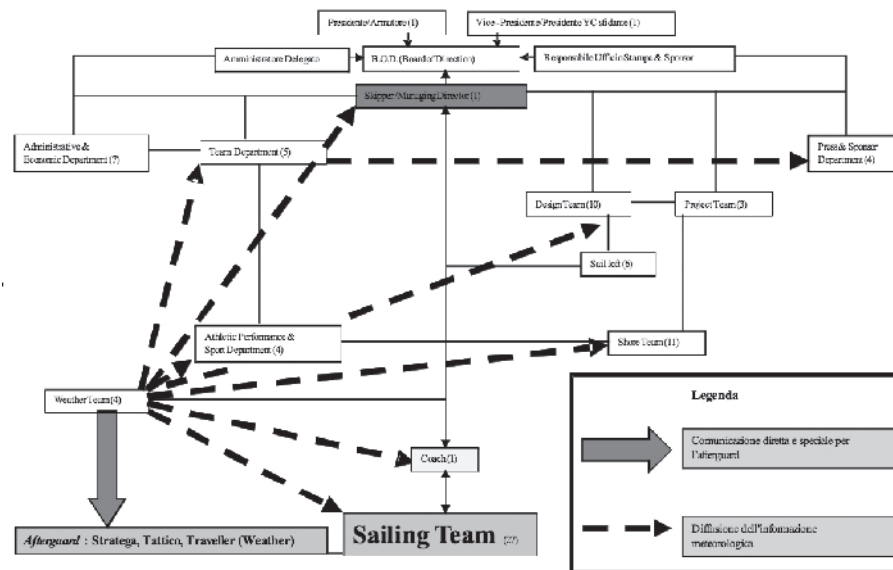 Presidente/Armatore (1)
Vice-Presidente/Presidente YC sfidante (1)
Amministratore Delegato
B.O.D. (Board of Direction)
Responsabile Ufficio Stampa & Sponsor
Skipper/Managing Director (1)
Administrative &
Economic Department (7)
Team Department (5)
Press & Sponsor
Department (4)
Design Team (10)
Project Team (3)
Sail loft (6)
Athletic Performance &
Sport Department (4)
Shore Team (11)
Weather Team (4)
Coach (1)
Afterguard : Stratega, Tattico, Traveller (Weather)
Sailing Team (27)
Legenda
Comunicazione diretta e speciale per
l'afterguard
Diffusione dell'informazione
meteorologica